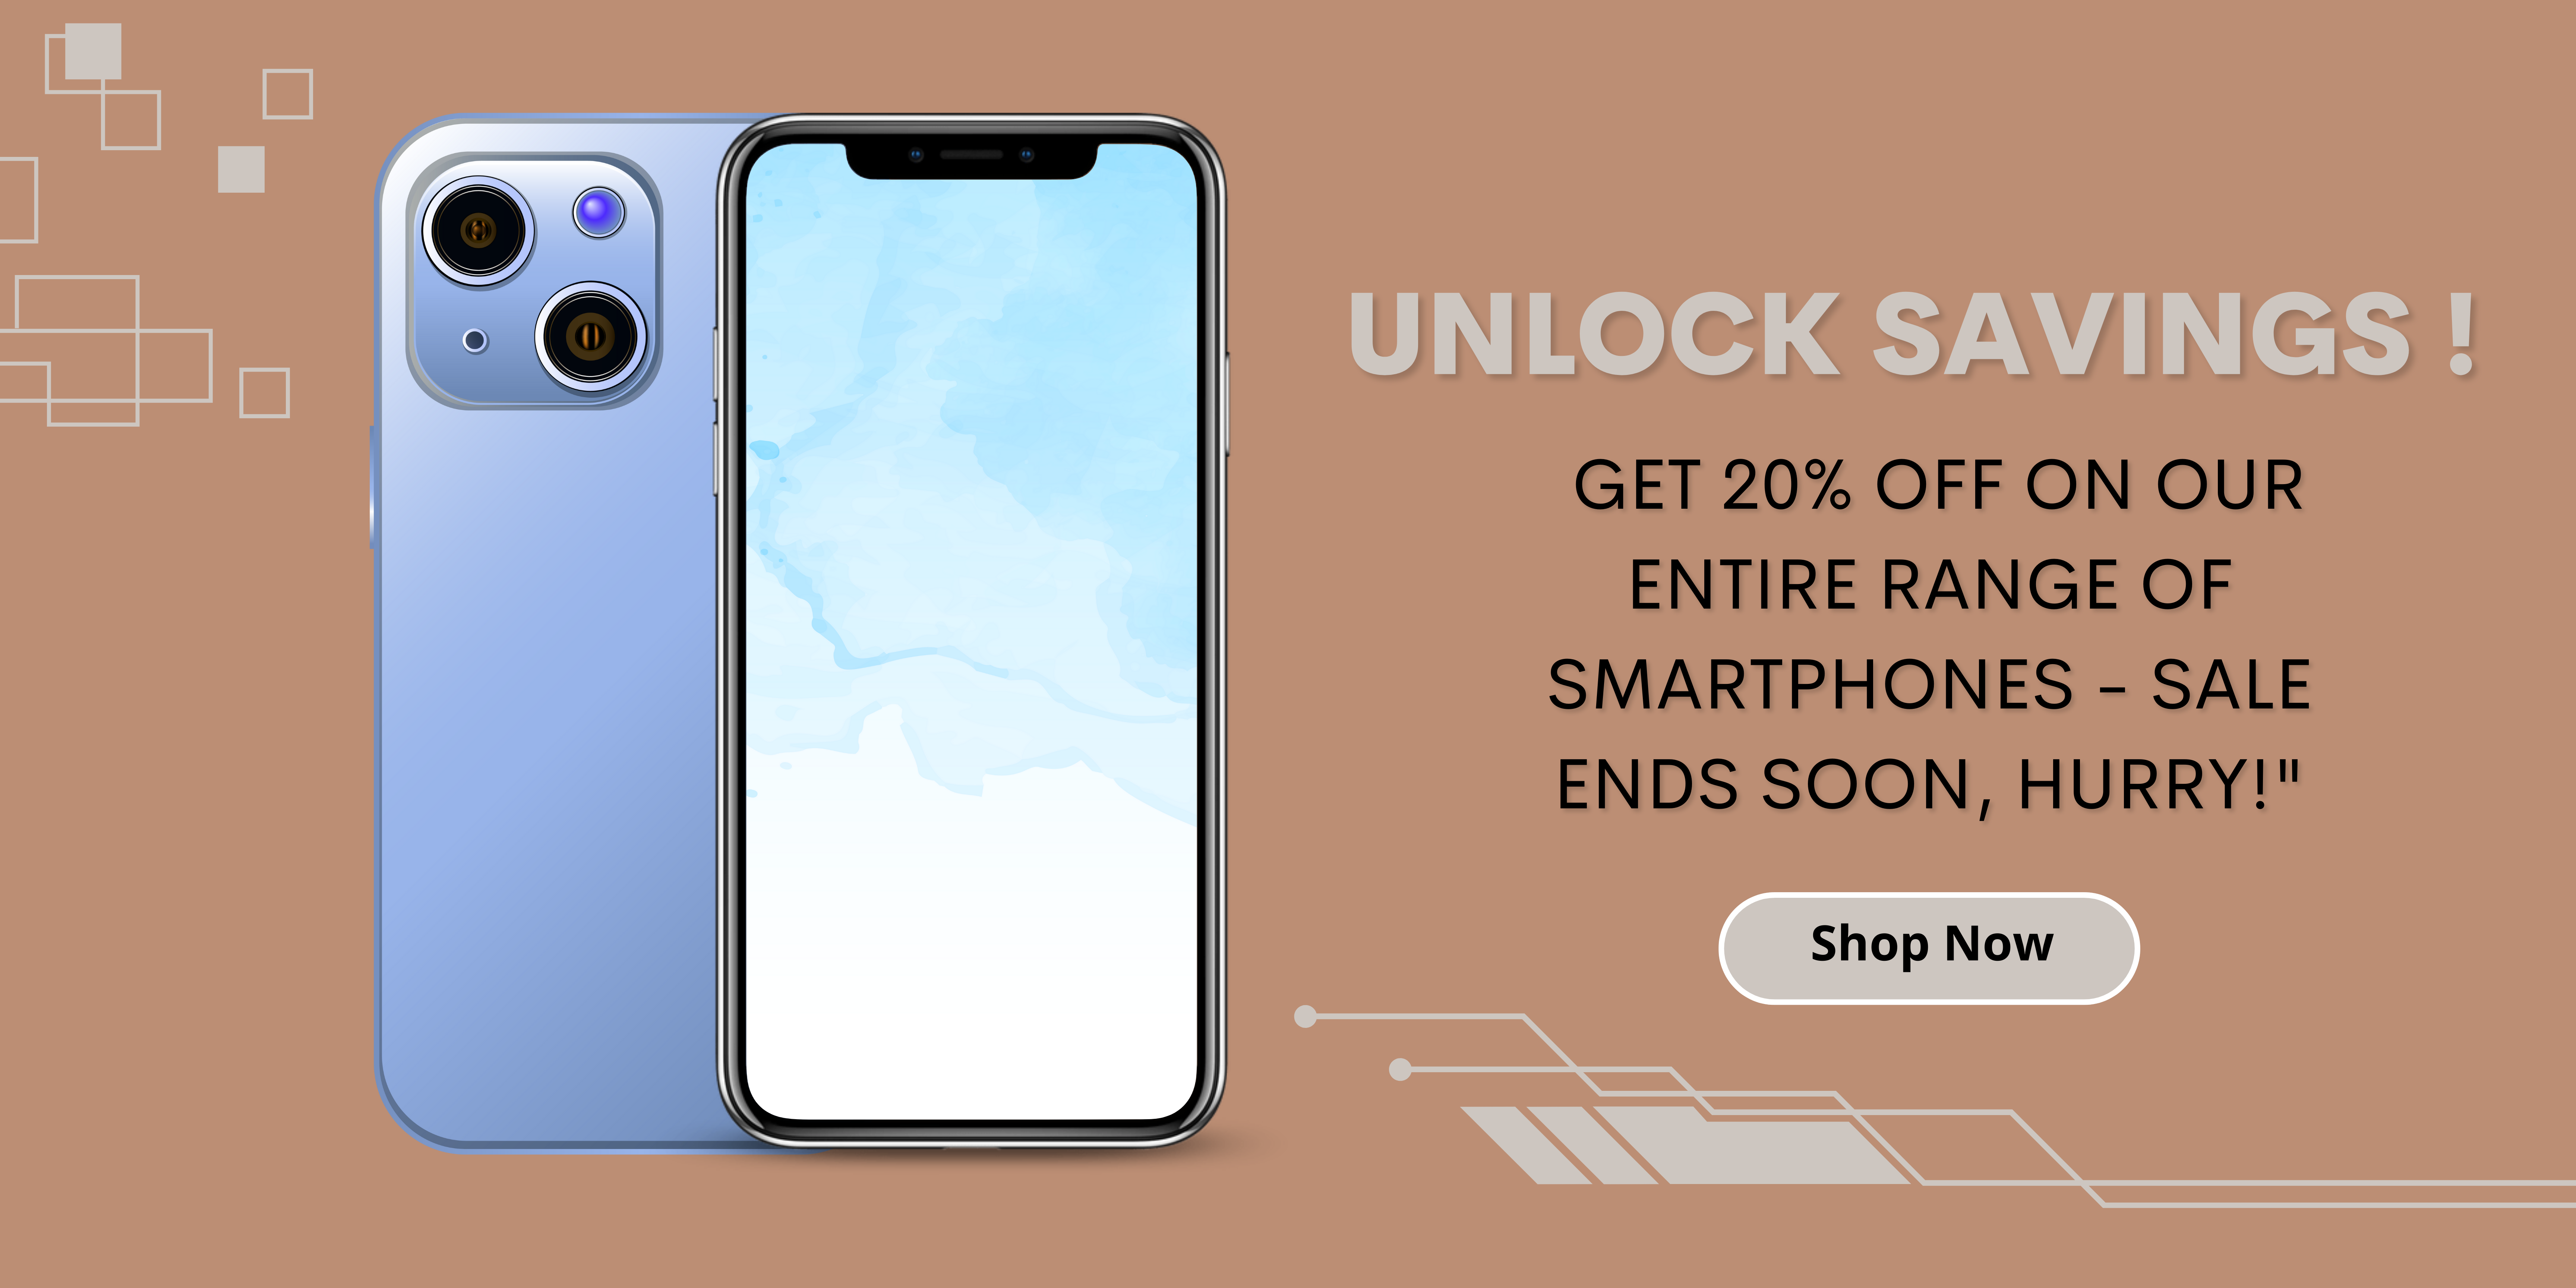 UNLOCK SAVINGS !
GET 20% OFF ON OUR
ENTIRE RANGE OF
SMARTPHONES - SALE
ENDS SOON, HURRY!"
Shop Now